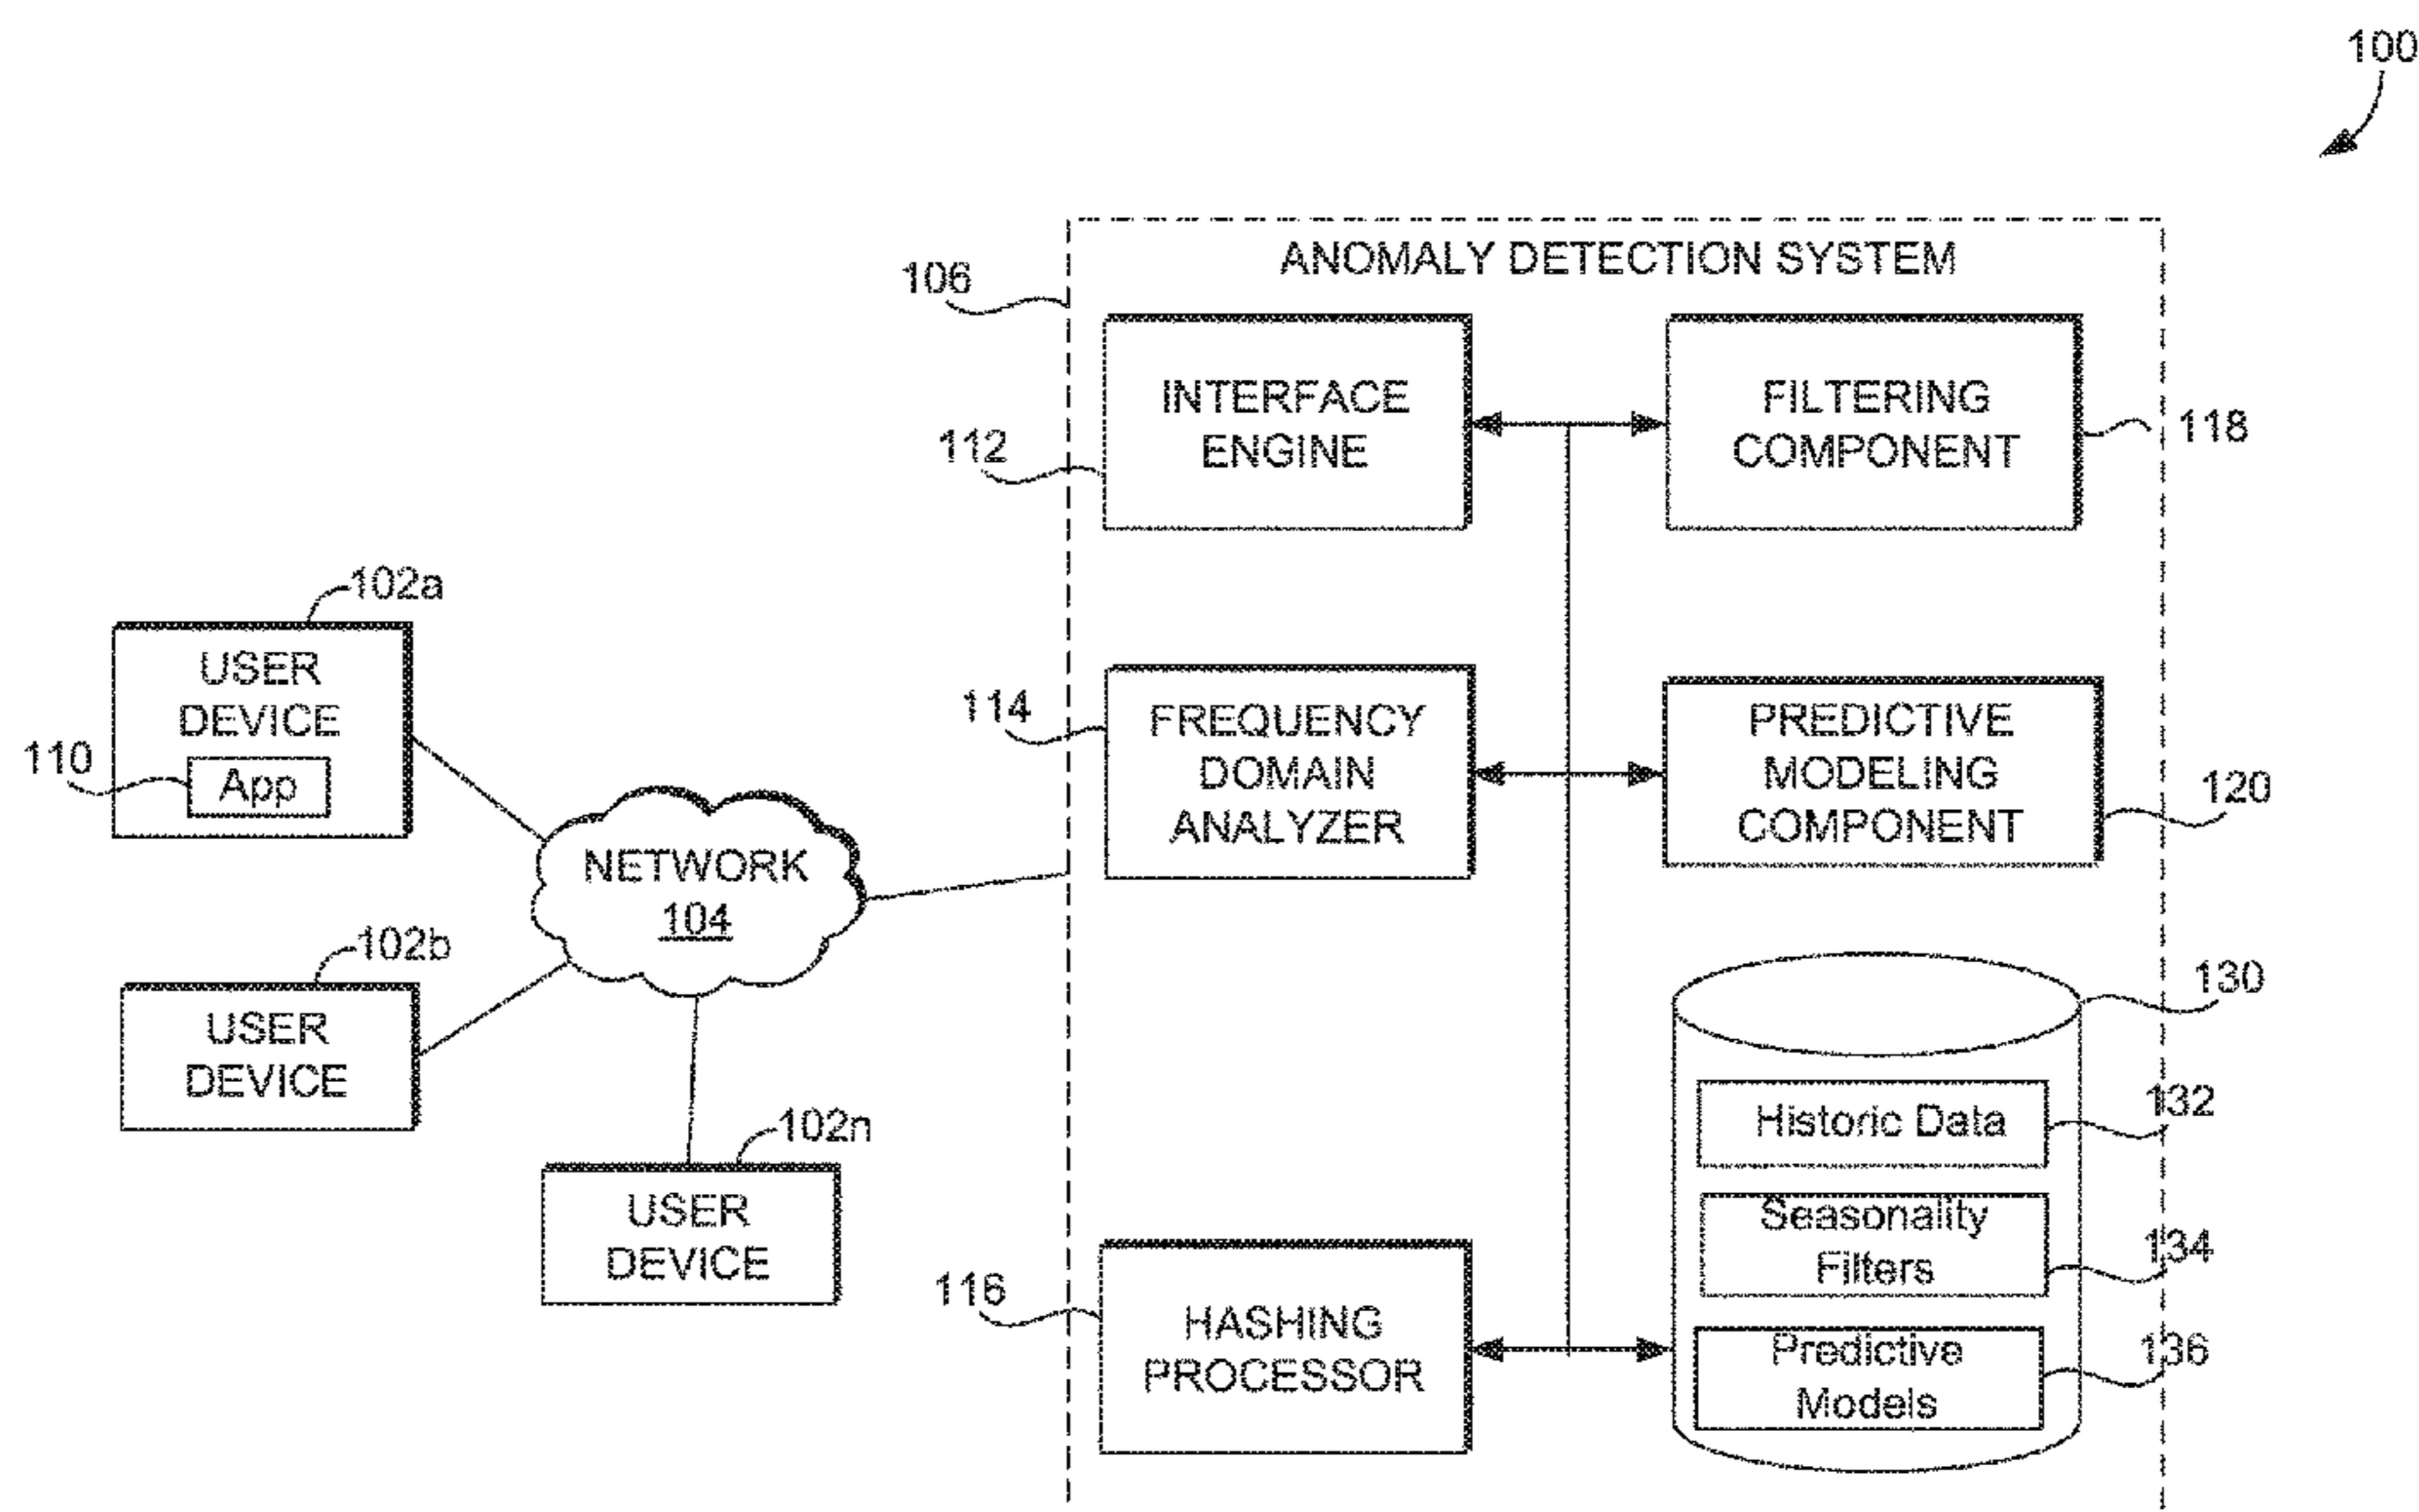 100
ANOMALY DETECTION SYSTEM
106
INTERFACE
ENGINE
112
FILTERING
COMPONENT
118
102a
USER
DEVICE
110
App
NETWORK
104
102b
USER
DEVICE
102n
USER
DEVICE
114
FREQUENCY
DOMAIN
ANALYZER
PREDICTIVE
MODELING
COMPONENT
120
130
Historic Data
132
Seasonality
Filters
134
Predictive
Models
136
116
HASHING
PROCESSOR